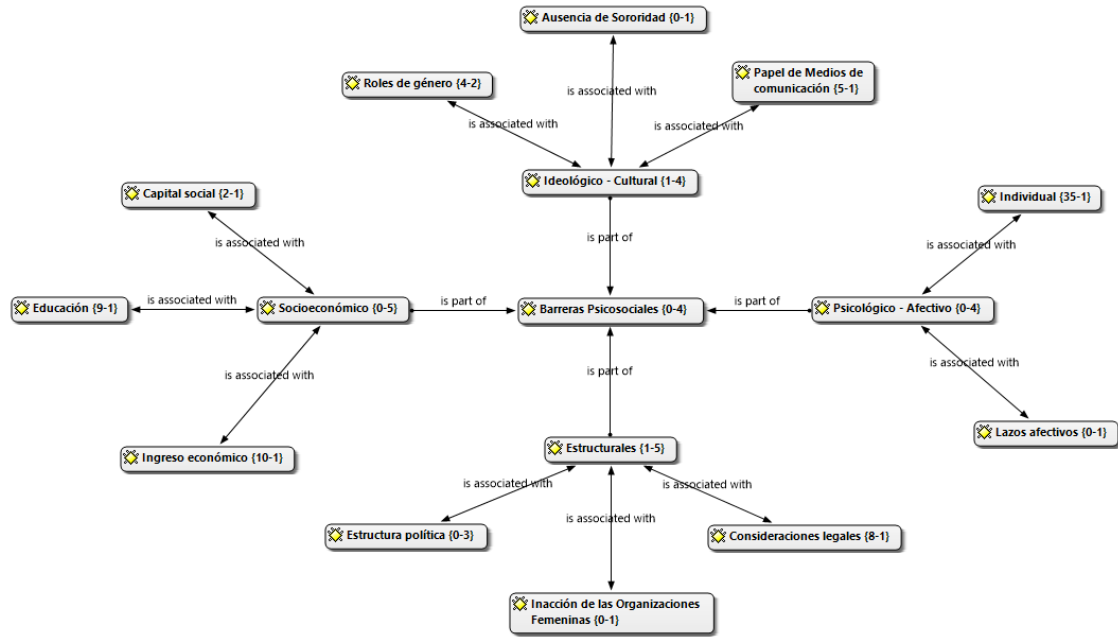 Ausencia de Sororidad {0-1}
Roles de género {4-2}
Papel de Medios de
comunicación {5-1}
is associated with
is associated with
is associated with
Ideológico - Cultural {1-4}
Capital social {2-1}
Individual {35-1}
is associated with
is part of
is associated with
Educación {9-1}
is associated with
Socioeconómico {0-5}
is part of
Barreras Psicosociales {0-4}
is part of
Psicológico - Afectivo {0-4}
is associated with
is part of
is associated with
Ingreso económico {10-1}
Estructurales {1-5}
Lazos afectivos {0-1}
is associated with
is associated with
is associated with
Estructura política {0-3}
Consideraciones legales {8-1}
Inacción de las Organizaciones
Femeninas {0-1}